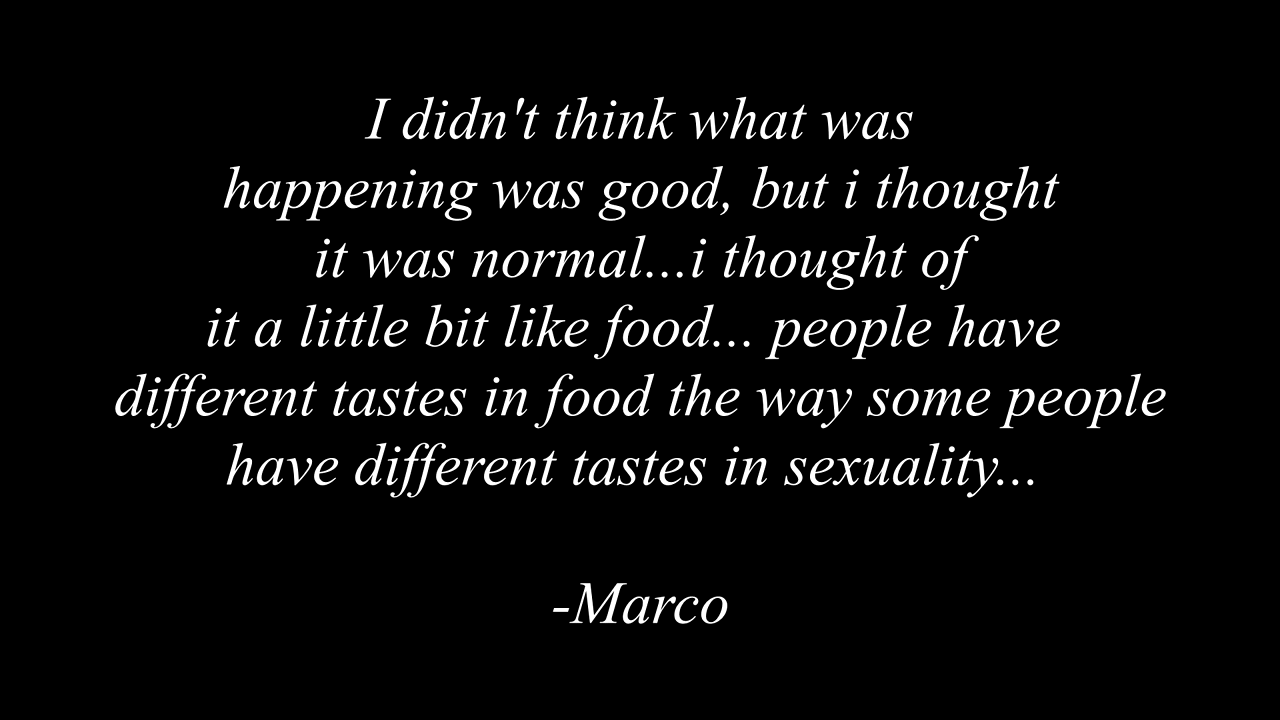 I didn't think what was
happening was good, but i thought
it was normal...i thought of
it a little bit like food... people have
different tastes in food the way some people
have different tastes in sexuality...
-Marco